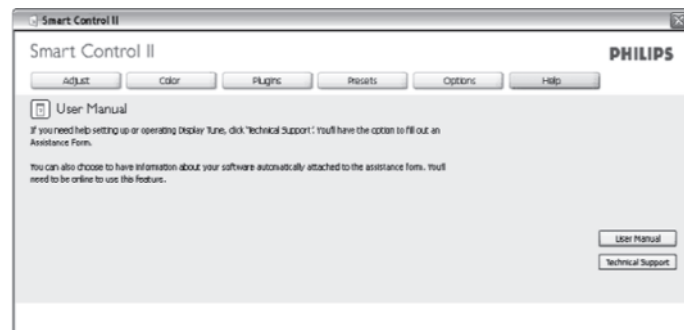 Smart Control II
Smart Control II
PHILIPS
Adjust Color Plugins Presets Options Help
User Manual
If you need help setting up or operating Display Tune, click "Technical Support". You'll have the option to fill out an
Assistance Form.
You can also choose to have information about your software automatically attached to the assistance form. You'll
need to be online to use this feature.
User Manual
Technical Support